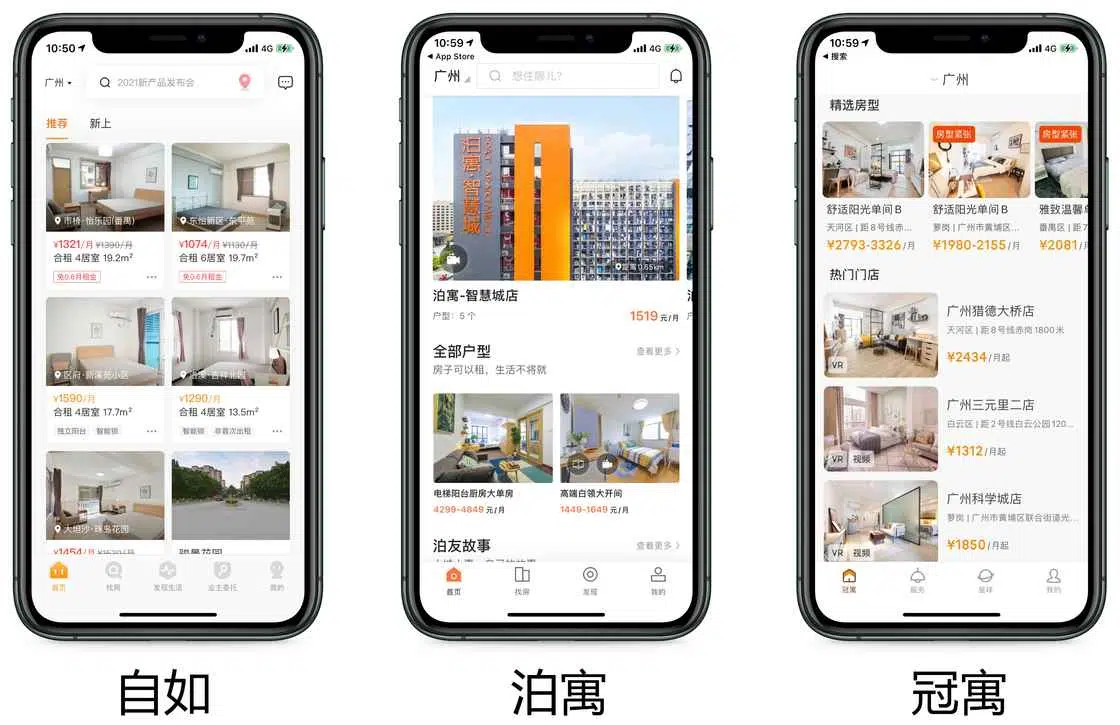 10:50
4G
广州
2021新产品发布会
推荐
新上
市桥·怡乐园(番禺)
东怡新区·东平苑
¥1321/月 ¥1390/月
¥1074/月 ¥1130/月
合租 4居室 19.2m²
合租 6居室 19.7m²
免0.6月租金
免0.6月租金
¥1590/月
¥1290/月
合租 4居室 17.7m²
合租 4居室 13.5m²
独立阳台 智能锁
智能锁 非首次出租
大坦沙·珠岛花园
¥1454/月 ¥1530/月
骏景花园
首页
找房
发现生活
业主委托
我的
自如
10:59
4G
App Store
广州
想住哪儿?
泊寓·智慧城
距离 0.65km
泊寓-智慧城店
户型：5 个
1519 元/月
全部户型
查看更多
房子可以租，生活不将就
电梯阳台厨房大单房
高端白领大开间
4299-4849 元/月
1449-1649 元/月
泊友故事
查看更多
首页
找房
发现
我的
泊寓
10:59
4G
搜索
广州
精选房型
房型紧张
房型紧张
舒适阳光单间B
舒适阳光单间B
雅致温馨
天河区 | 距8号线赤...
萝岗 | 广州市黄埔区...
番禺区 | 距7
¥2793-3326/月
¥1980-2155/月
¥2081/
热门门店
VR
广州猎德大桥店
天河区 | 距8号线赤岗1800米
¥2434/月起
VR 视频
广州三元里二店
白云区 | 距2号线白云公园120...
¥1312/月起
VR 视频
广州科学城店
萝岗 | 广州市黄埔区联合街道光...
¥1850/月起
冠寓
服务
星球
我的
冠寓